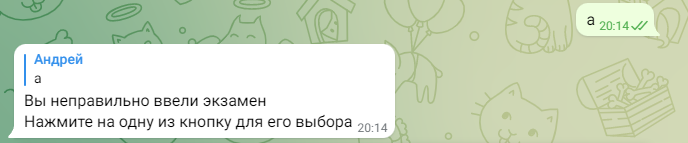 а 20:14
Андрей
а
Вы неправильно ввели экзамен
Нажмите на одну из кнопку для его выбора 20:14